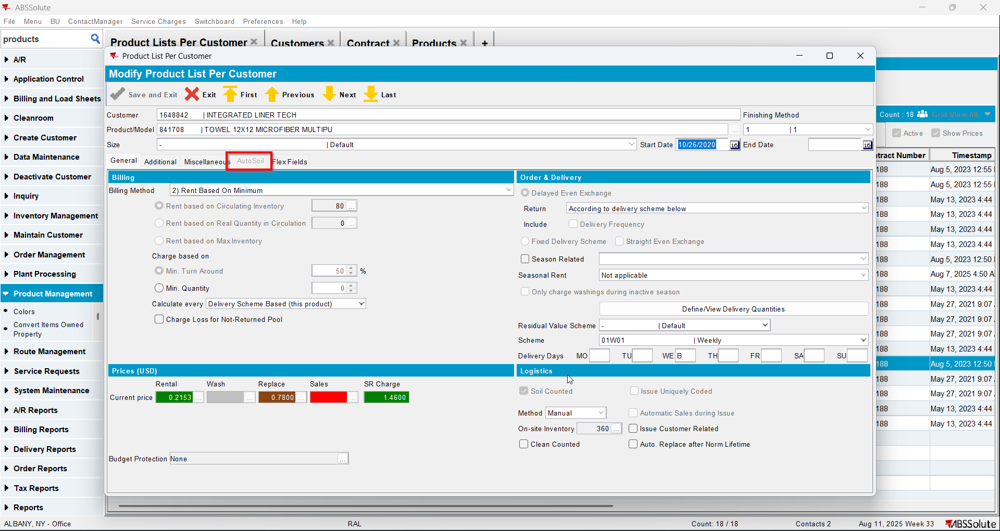 ABSSolute
File Menu BU ContactManager Service Charges Switchboard Preferences Help
products
Product Lists Per Customer Customers Contract Products +
Product List Per Customer
Modify Product List Per Customer
Save and Exit Exit First Previous Next Last
Customer 1648842 | INTEGRATED LINER TECH Finishing Method
Product/Model 841708 | TOWEL 12X12 MICROFIBER MULTIPU ... 1 | 1
Size - | Default Start Date 10/26/2020 16 End Date 16
General Additional Miscellaneous AutoSoil Flex Fields
Billing
Billing Method 2) Rent Based On Minimum
Rent based on Circulating Inventory 80 ...
Rent based on Real Quantity in Circulation 0 ...
Rent based on Max Inventory
Charge based on
Min. Turn Around 50 %
Min. Quantity 0
Calculate every Delivery Scheme Based (this product)
Charge Loss for Not-Returned Pool
Order & Delivery
Delayed Even Exchange
Return According to delivery scheme below
Include Delivery Frequency
Fixed Delivery Scheme Straight Even Exchange
Season Related
Seasonal Rent Not applicable
Only charge washings during inactive season
Define/View Delivery Quantities
Residual Value Scheme - | Default
Scheme 01W01 | Weekly
Delivery Days MO TU WE B TH FR SA SU
Prices (USD)
Rental Wash Replace Sales SR Charge
Current price 0.2153 ... ... 0.7800 ... ... 1.4600
Budget Protection None ...
Logistics
Soil Counted Issue Uniquely Coded
Method Manual Automatic Sales during Issue
On-site Inventory 360 ... Issue Customer Related
Clean Counted Auto. Replace after Norm Lifetime
A/R
Application Control
Billing and Load Sheets
Cleanroom
Create Customer
Data Maintenance
Deactivate Customer
Inquiry
Inventory Management
Maintain Customer
Order Management
Plant Processing
Product Management
Colors
Convert Items Owned
Property
Route Management
Service Requests
System Maintenance
A/R Reports
Billing Reports
Delivery Reports
Order Reports
Tax Reports
Reports
Count : 18 Grid View All
Active Show Prices
tract Number Timestamp
188 Aug 5, 2023 12:55
188 Aug 5, 2023 12:55
188 May 13, 2023 4:44
188 May 13, 2023 4:44
188 May 13, 2023 4:44
188 May 13, 2023 4:44
188 Aug 5, 2023 12:50
188 Aug 7, 2025 4:50 A
188 May 13, 2023 4:44
188 May 27, 2021 9:07
188 May 27, 2021 9:07
188 May 27, 2021 9:07
188 May 13, 2023 4:44
188 Aug 5, 2023 12:50
188 May 27, 2021 9:07
188 May 27, 2021 9:07
188 May 13, 2023 4:44
188 May 13, 2023 4:44
ALBANY, NY - Office RAL Count: 18 / 18 Contacts 2 Aug 11, 2025 Week 33 ABSSolute